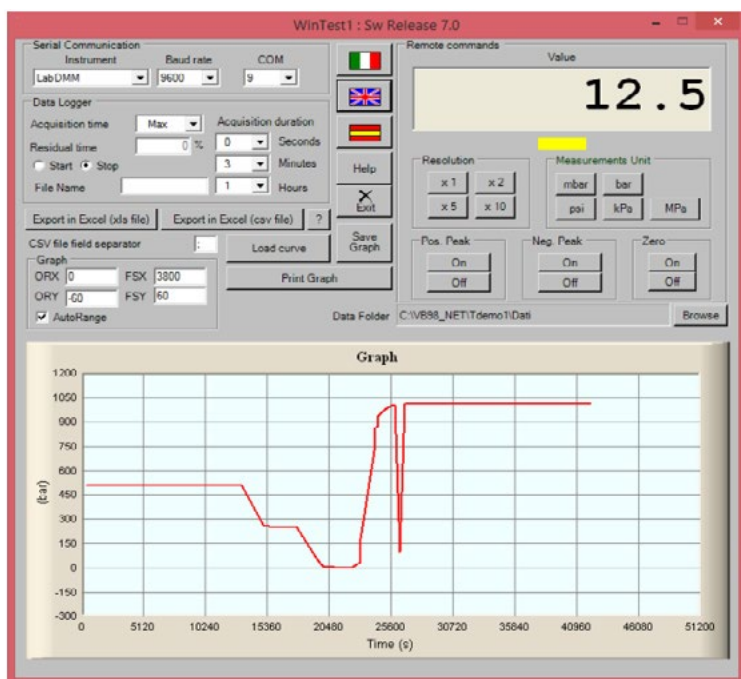 WinTest1 : Sw Release 7.0
Serial Communication
Instrument Baud rate COM
LabDMM 9600 9
Data Logger
Acquisition time Max Acquisition duration
Residual time 0 % 0 Seconds
Start Stop 3 Minutes
File Name 1 Hours
Export in Excel (xls file) Export in Excel (csv file) ?
CSV file field separator ; Load curve
Graph
ORX 0 FSX 3800
ORY -60 FSY 60
AutoRange
Print Graph
Help
Exit
Save
Graph
Remote commands
Value
12.5
Resolution
x 1 x 2
x 5 x 10
Measurements Unit
mbar bar
psi kPa MPa
Pos. Peak Neg. Peak Zero
On On On
Off Off Off
Data Folder C:\VB98_NET\Tdemo1\Dati Browse
Graph
1200
1050
900
750
600
450
300
150
0
-150
-300
(bar)
0 5120 10240 15360 20480 25600 30720 35840 40960 46080 51200
Time (s)